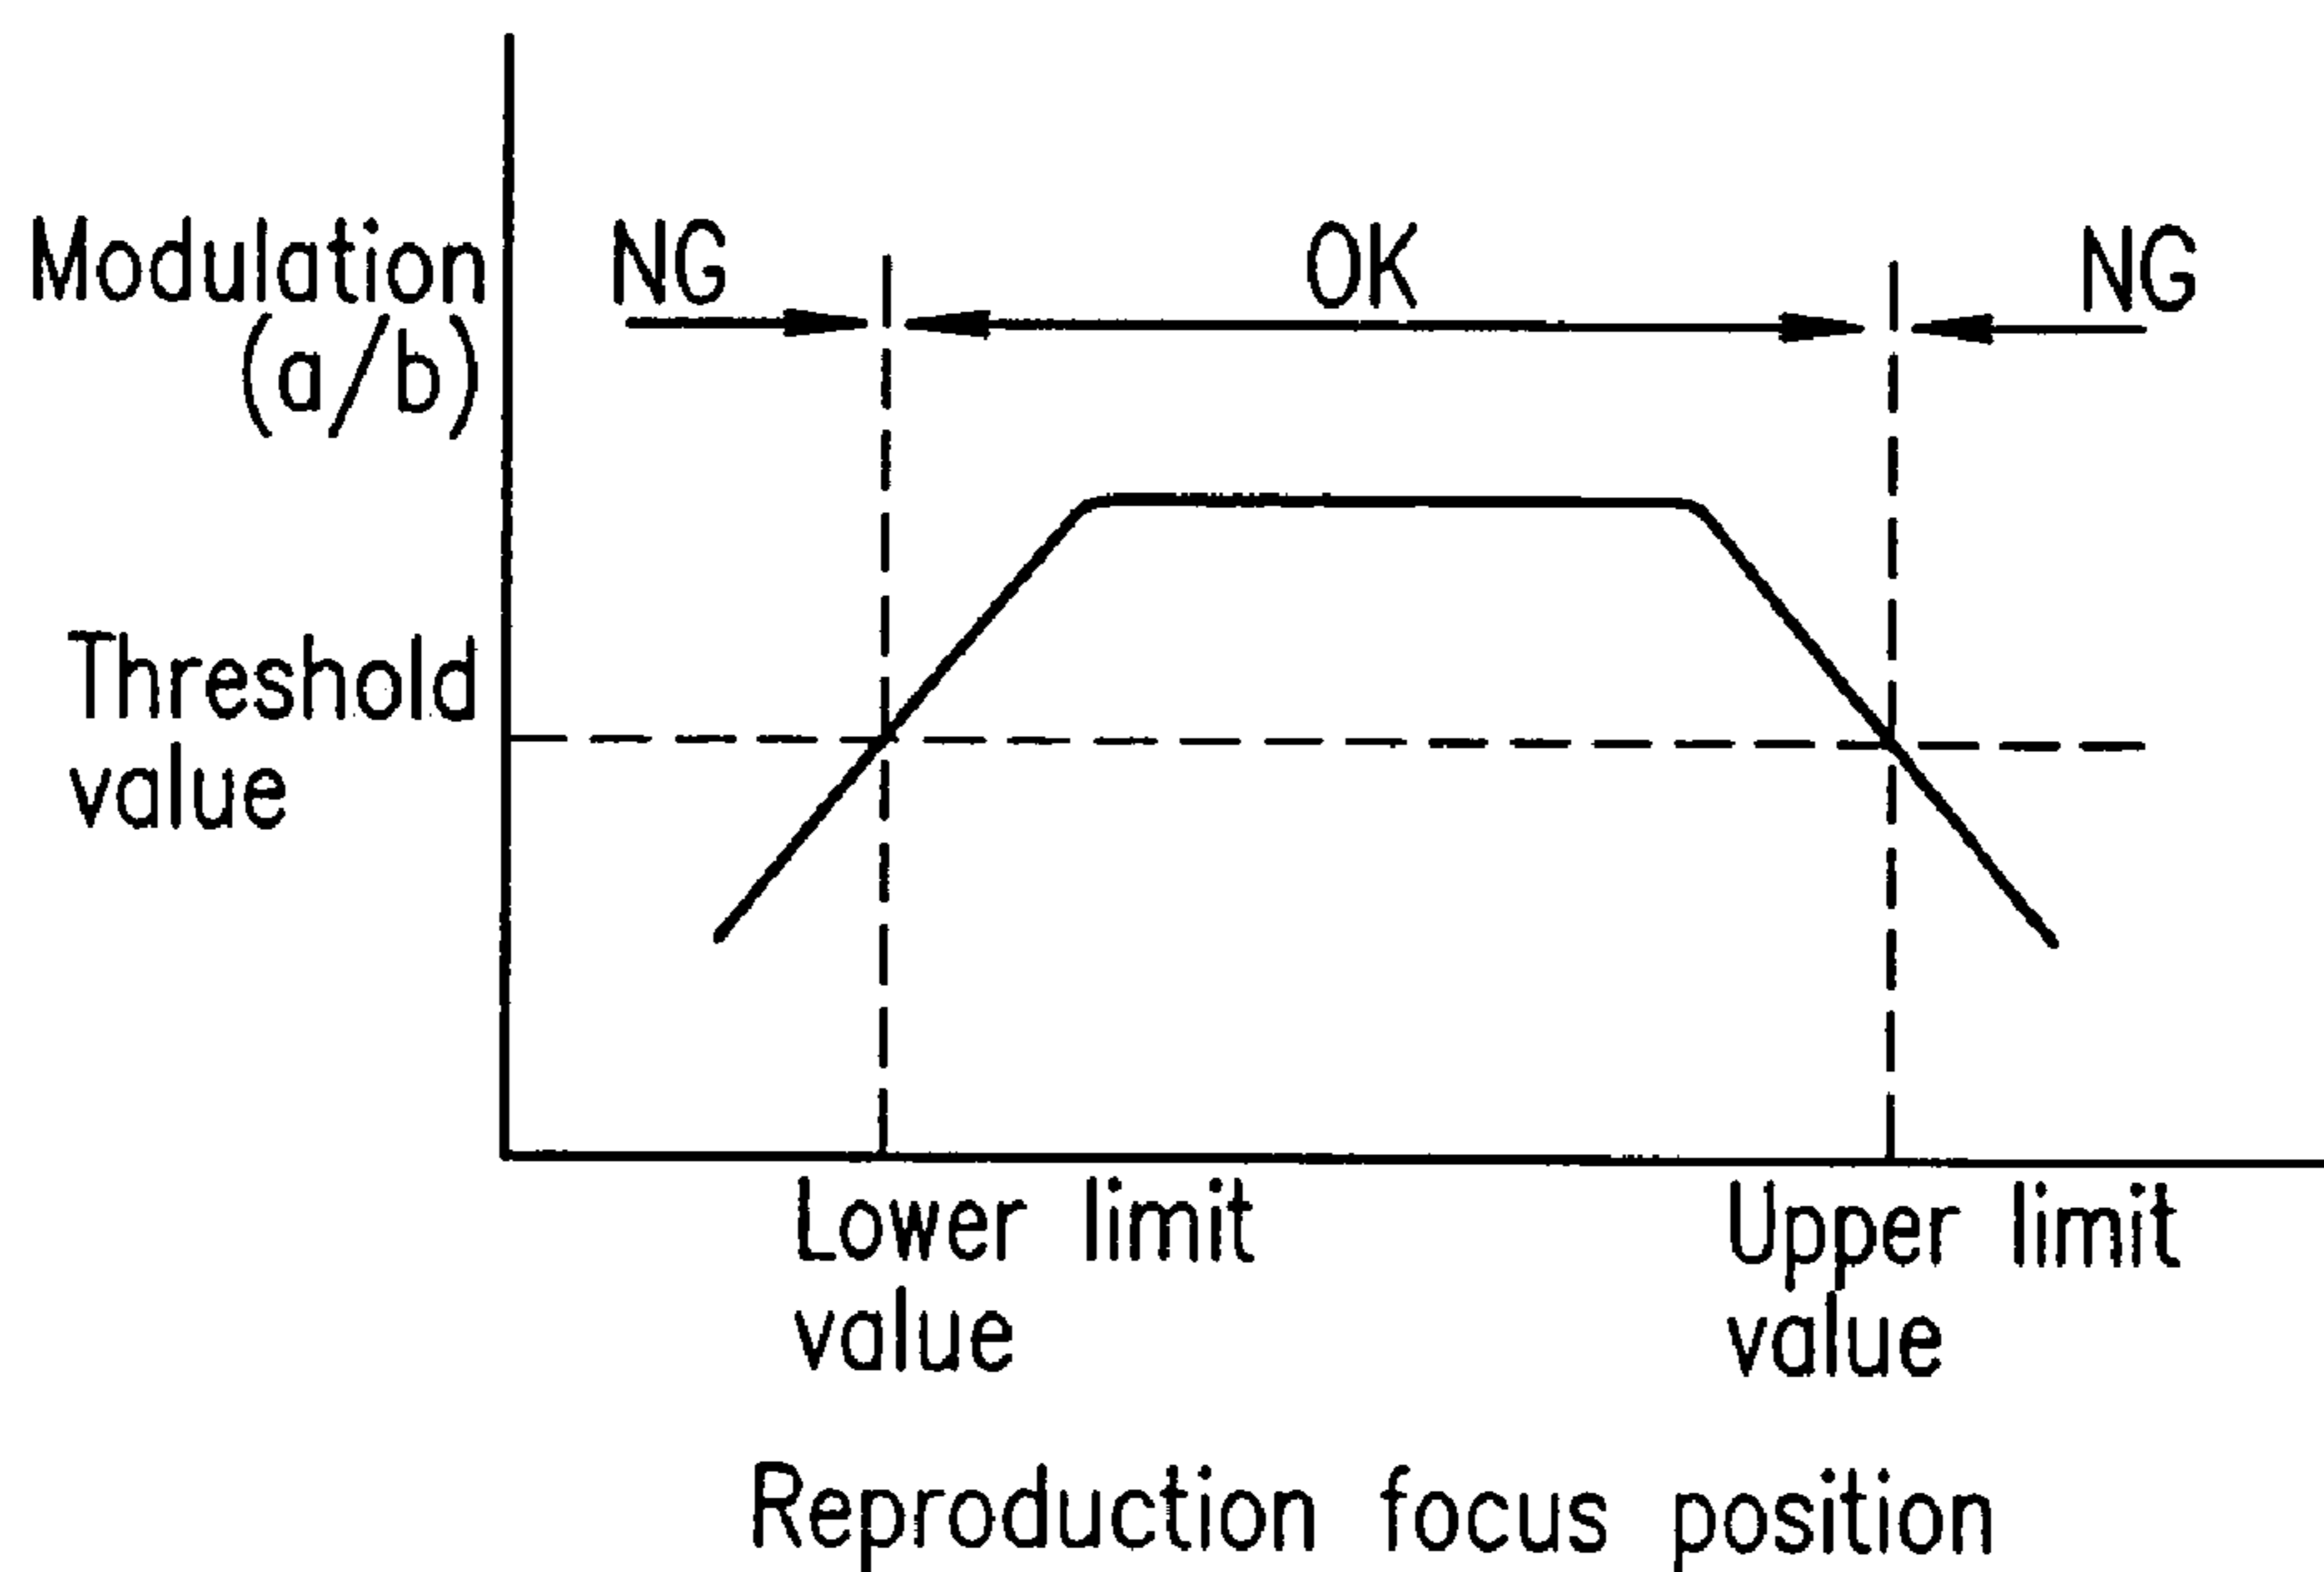 Modulation
(a/b)
NG
OK
NG
Threshold
value
Lower limit
value
Upper limit
value
Reproduction focus position